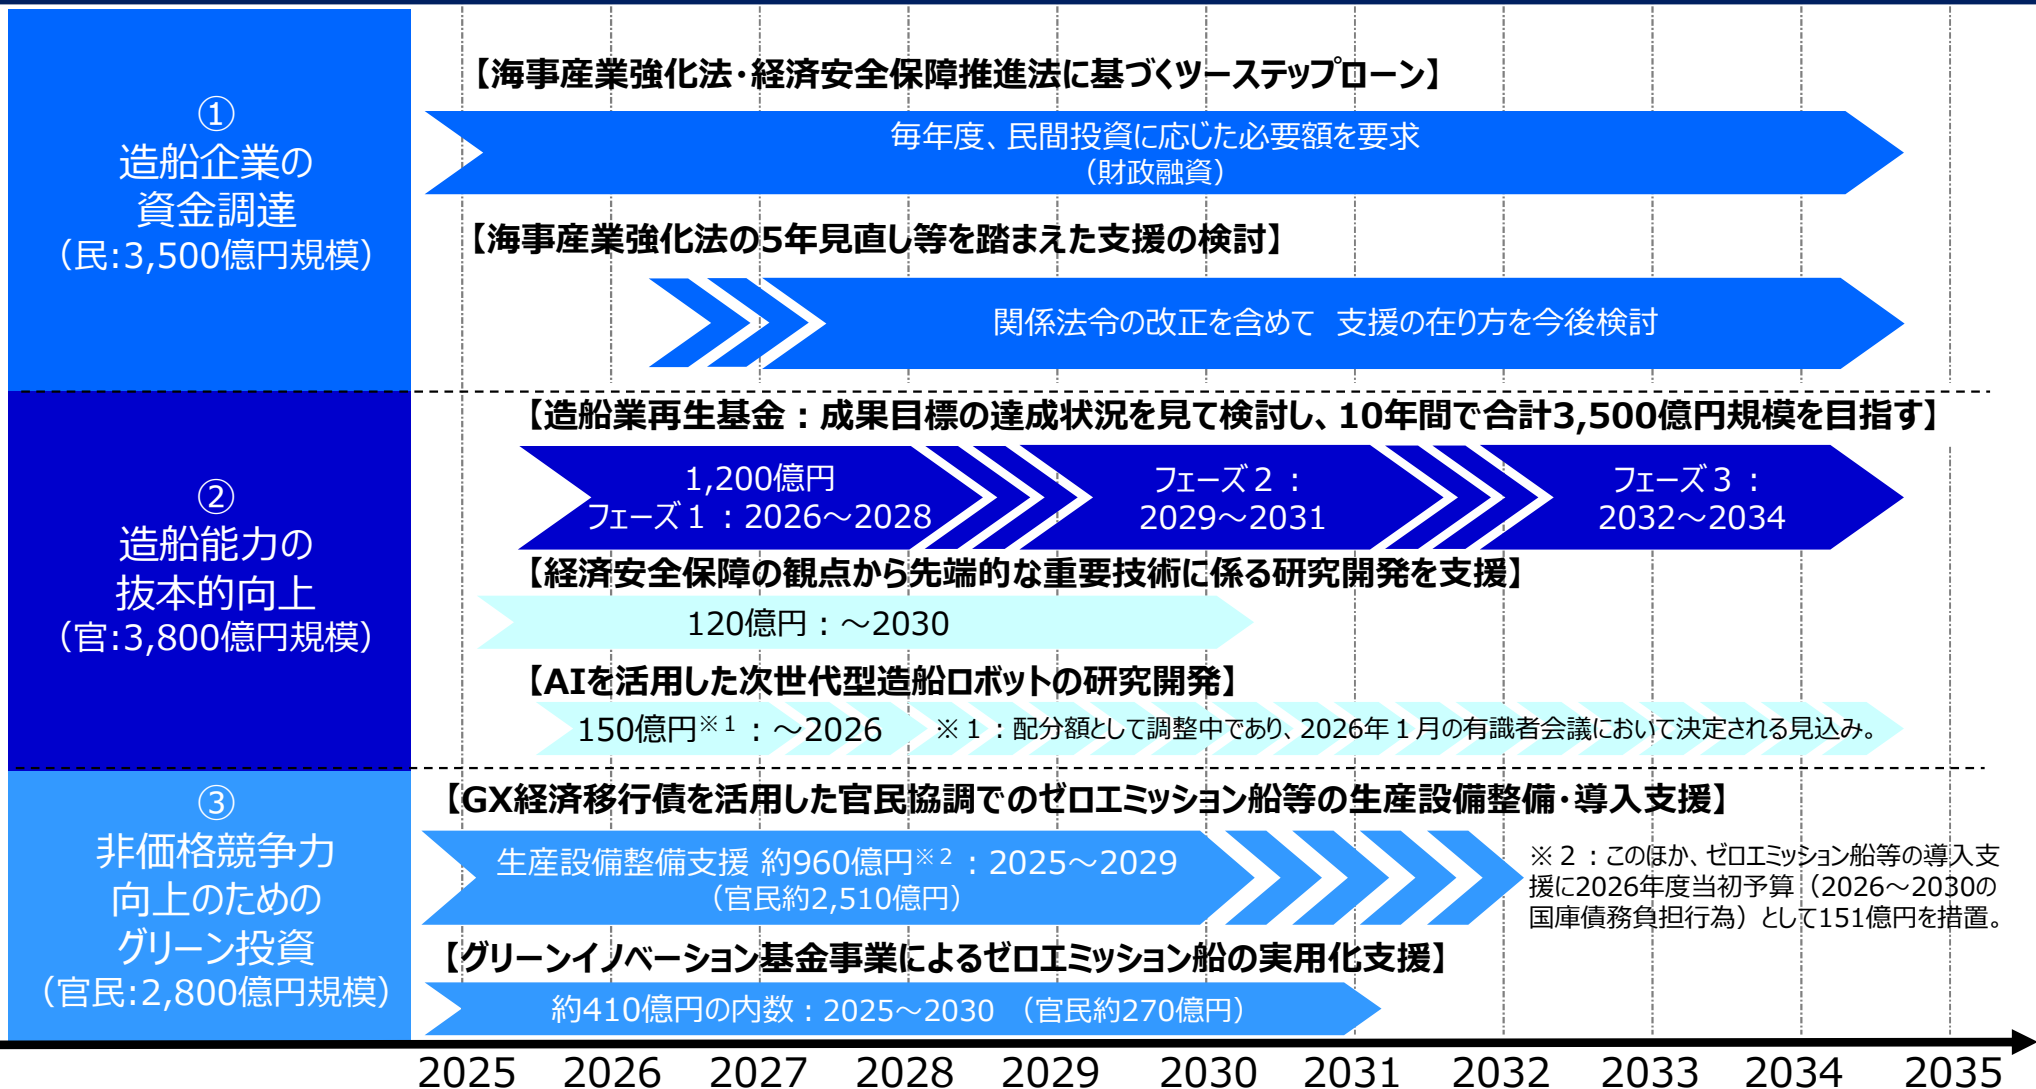 ①
造船企業の
資金調達
（民:3,500億円規模）
【海事産業強化法・経済安全保障推進法に基づくツーステップローン】
毎年度、民間投資に応じた必要額を要求
（財政融資）
【海事産業強化法の5年見直し等を踏まえた支援の検討】
関係法令の改正を含めて　支援の在り方を今後検討
②
造船能力の
抜本的向上
（官:3,800億円規模）
【造船業再生基金：成果目標の達成状況を見て検討し、10年間で合計3,500億円規模を目指す】
1,200億円
フェーズ１：2026～2028
フェーズ２：
2029～2031
フェーズ３：
2032～2034
【経済安全保障の観点から先端的な重要技術に係る研究開発を支援】
120億円：～2030
【AIを活用した次世代型造船ロボットの研究開発】
150億円※１：～2026
※１：配分額として調整中であり、2026年１月の有識者会議において決定される見込み。
③
非価格競争力
向上のための
グリーン投資
（官民:2,800億円規模）
【GX経済移行債を活用した官民協調でのゼロエミッション船等の生産設備整備・導入支援】
生産設備整備支援 約960億円※２：2025～2029
（官民約2,510億円）
※２：このほか、ゼロエミッション船等の導入支
援に2026年度当初予算（2026～2030の
国庫債務負担行為）として151億円を措置。
【グリーンイノベーション基金事業によるゼロエミッション船の実用化支援】
約410億円の内数：2025～2030 （官民約270億円）
2025 2026 2027 2028 2029 2030 2031 2032 2033 2034 2035